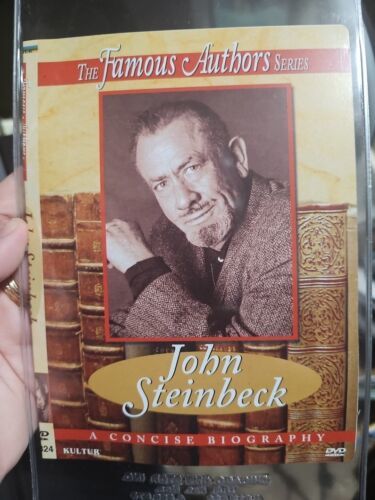 THE Famous Authors SERIES
John
Steinbeck
A CONCISE BIOGRAPHY
KULTUR
DVD